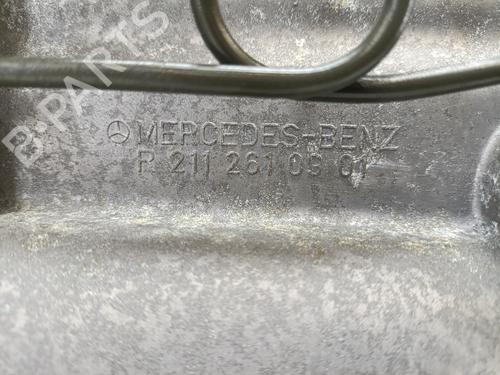 MERCEDES-BENZ
R 211 261 09 01
B-PARTS